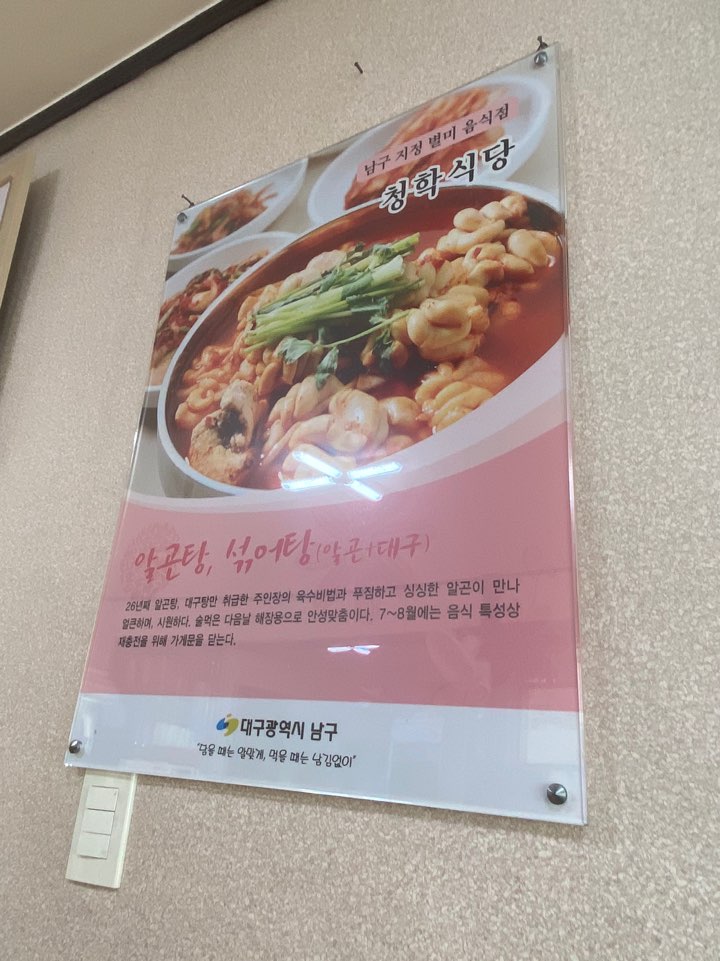 남구 지정 별미 음식점
청학식당
알곤탕, 섞어탕(알곤+대구)
26년째 알곤탕, 대구탕만 취급한 주인장의 육수비법과 푸짐하고 싱싱한 알곤이 만나
얼큰하며, 시원하다. 술먹은 다음날 해장용으로 안성맞춤이다. 7~8월에는 음식 특성상
재충전을 위해 가게문을 닫는다.
대구광역시 남구
"담을 때는 알맞게, 먹을 때는 남김없이"